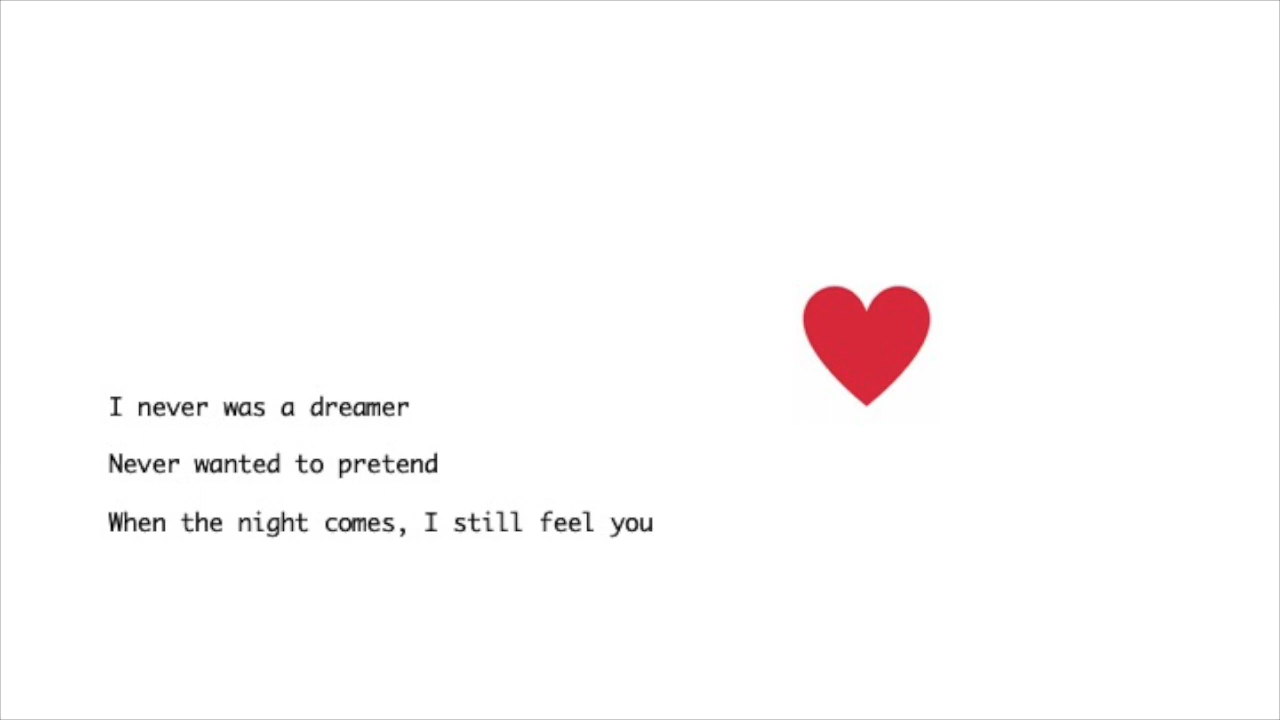 I never was a dreamer
Never wanted to pretend
When the night comes, I still feel you